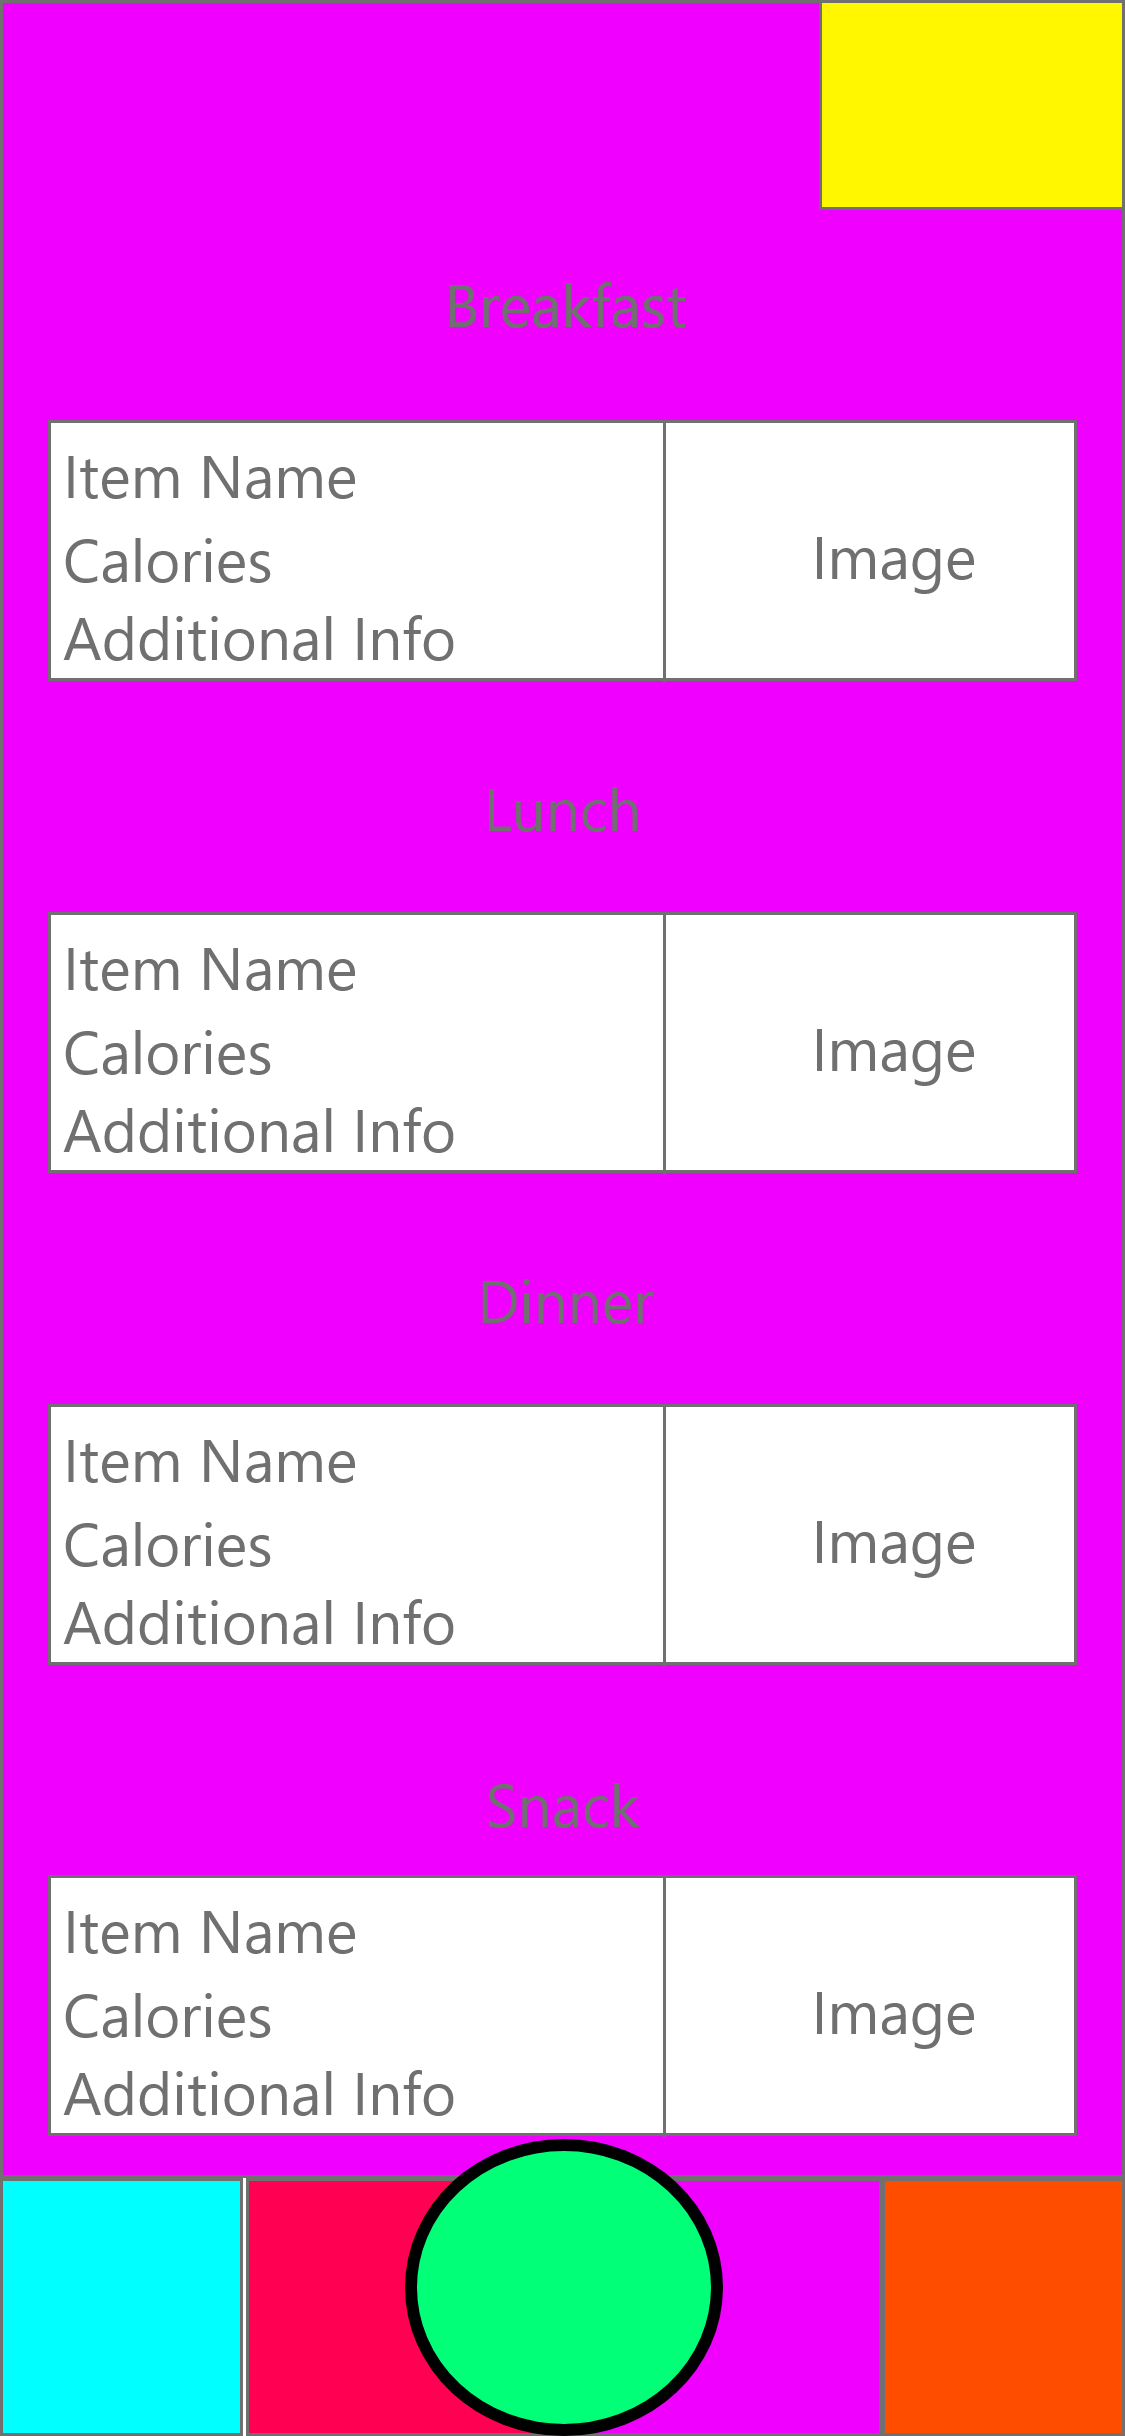 Breakfast
Item Name
Calories
Additional Info
Image
Lunch
Item Name
Calories
Additional Info
Image
Dinner
Item Name
Calories
Additional Info
Image
Snack
Item Name
Calories
Additional Info
Image